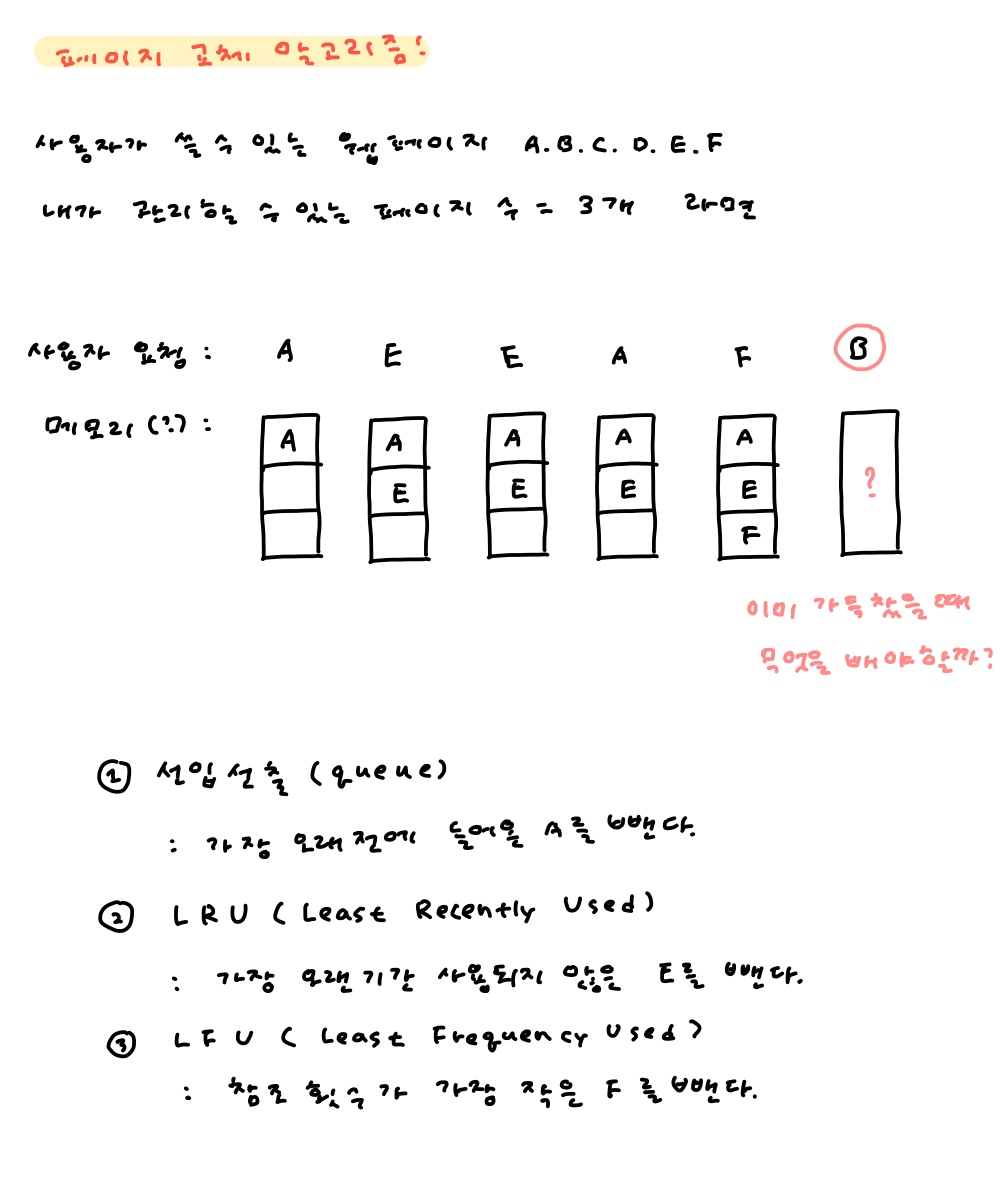 페이지 교체 알고리즘!
사용자가 쓸 수 있는 웹페이지 A.B.C.D.E.F
내가 관리할 수 있는 페이지 수 = 3개 라면
사용자 요청 : A E E A F B
메모리(?) : A A A A A ?
E E E E
F
이미 가득찼을때
무엇을 빼야할까?
① 선입선출 (queue)
: 가장 오래전에 들어온 A를 뺀다.
② LRU (Least Recently Used)
: 가장 오랜기간 사용되지 않은 E를 뺀다.
③ LFU (Least Frequency Used)
: 참조 횟수가 가장 작은 F를 뺀다.